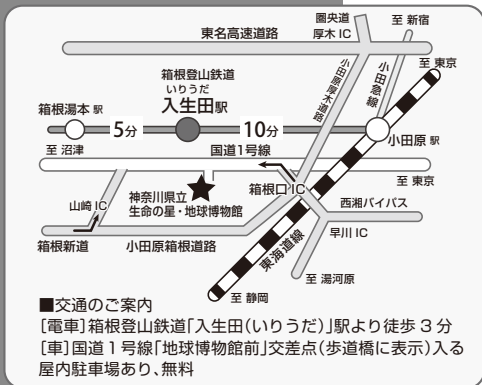 圏央道
厚木 IC
至 新宿
東名高速道路
至 東京
小田原厚木道路
小田急線
箱根登山鉄道
いりうだ
入生田駅
箱根湯本 駅
5分
10分
小田原 駅
至 沼津
国道1号線
至 東京
箱根口 IC
神奈川県立
生命の星・地球博物館
山崎 IC
西湘バイパス
早川 IC
箱根新道
小田原箱根道路
東海道線
至 湯河原
至 静岡
■交通のご案内
[電車]箱根登山鉄道「入生田(いりうだ)」駅より徒歩 3 分
[車]国道 1 号線「地球博物館前」交差点(歩道橋に表示)入る
屋内駐車場あり、無料